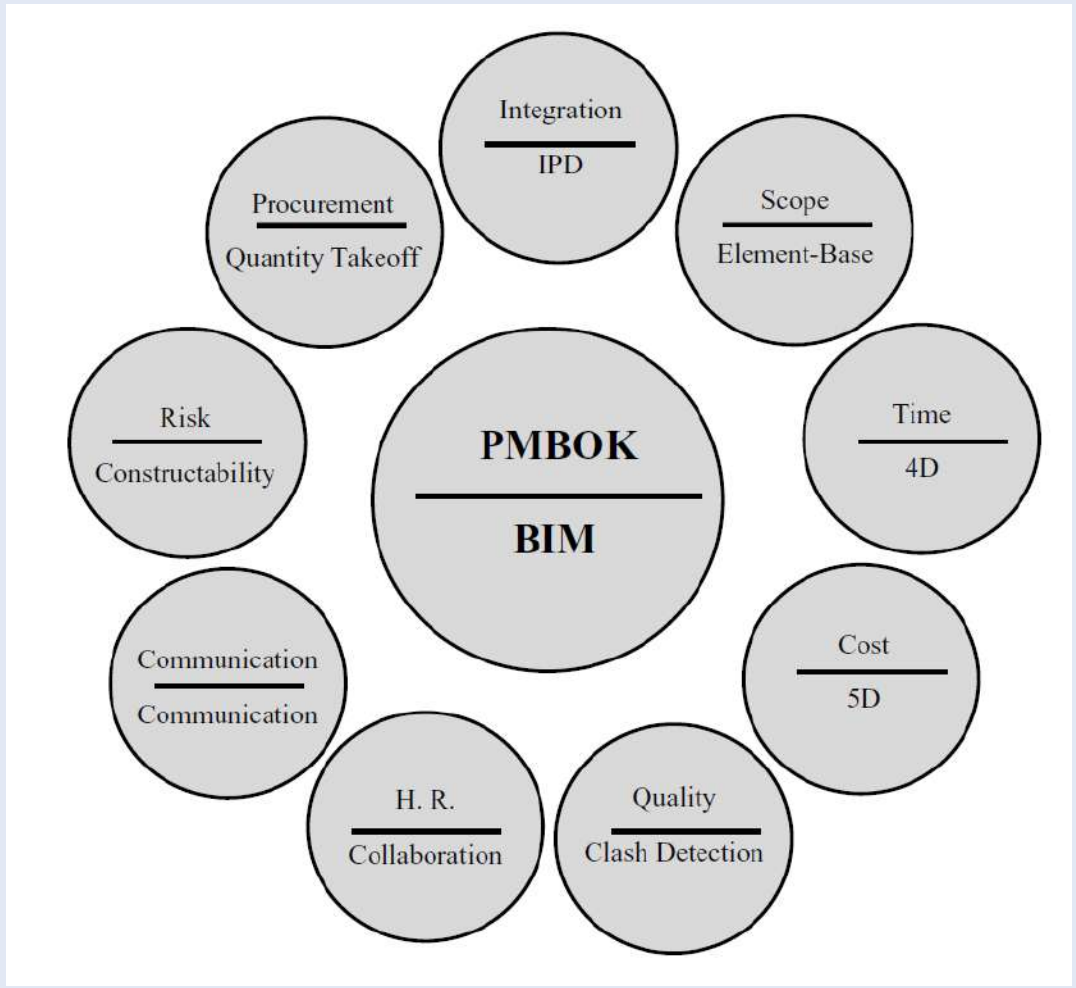 Integration
IPD
Scope
Element-Base
Time
4D
Cost
5D
Quality
Clash Detection
H. R.
Collaboration
Communication
Communication
Risk
Constructability
Procurement
Quantity Takeoff
PMBOK
BIM